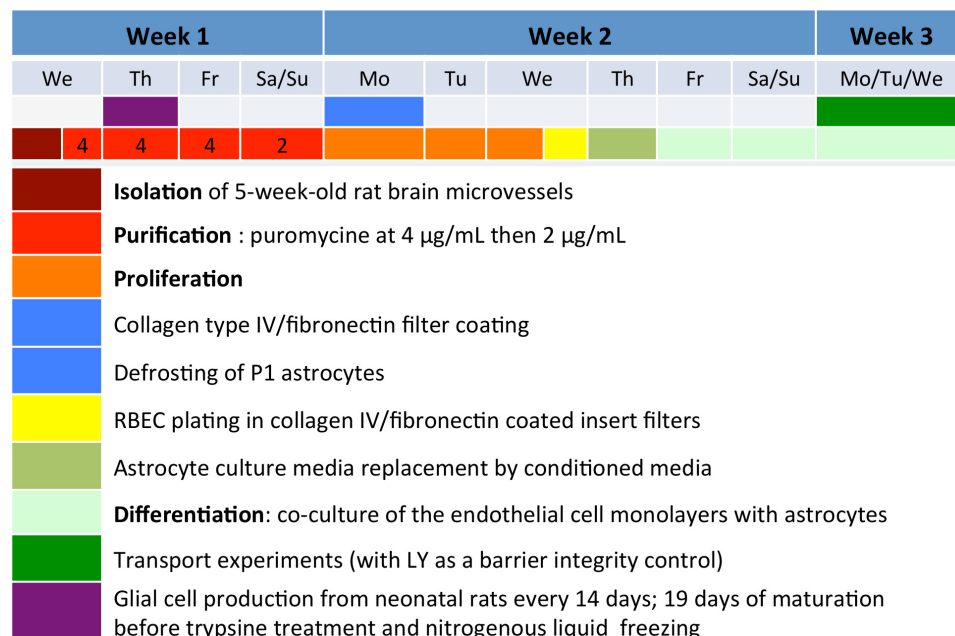 Week 1 Week 2 Week 3
We Th Fr Sa/Su Mo Tu We Th Fr Sa/Su Mo/Tu/We
4 4 4 2
Isolation of 5-week-old rat brain microvessels
Purification : puromycine at 4 µg/mL then 2 µg/mL
Proliferation
Collagen type IV/fibronectin filter coating
Defrosting of P1 astrocytes
RBEC plating in collagen IV/fibronectin coated insert filters
Astrocyte culture media replacement by conditioned media
Differentiation: co-culture of the endothelial cell monolayers with astrocytes
Transport experiments (with LY as a barrier integrity control)
Glial cell production from neonatal rats every 14 days; 19 days of maturation
before trypsine treatment and nitrogenous liquid freezing